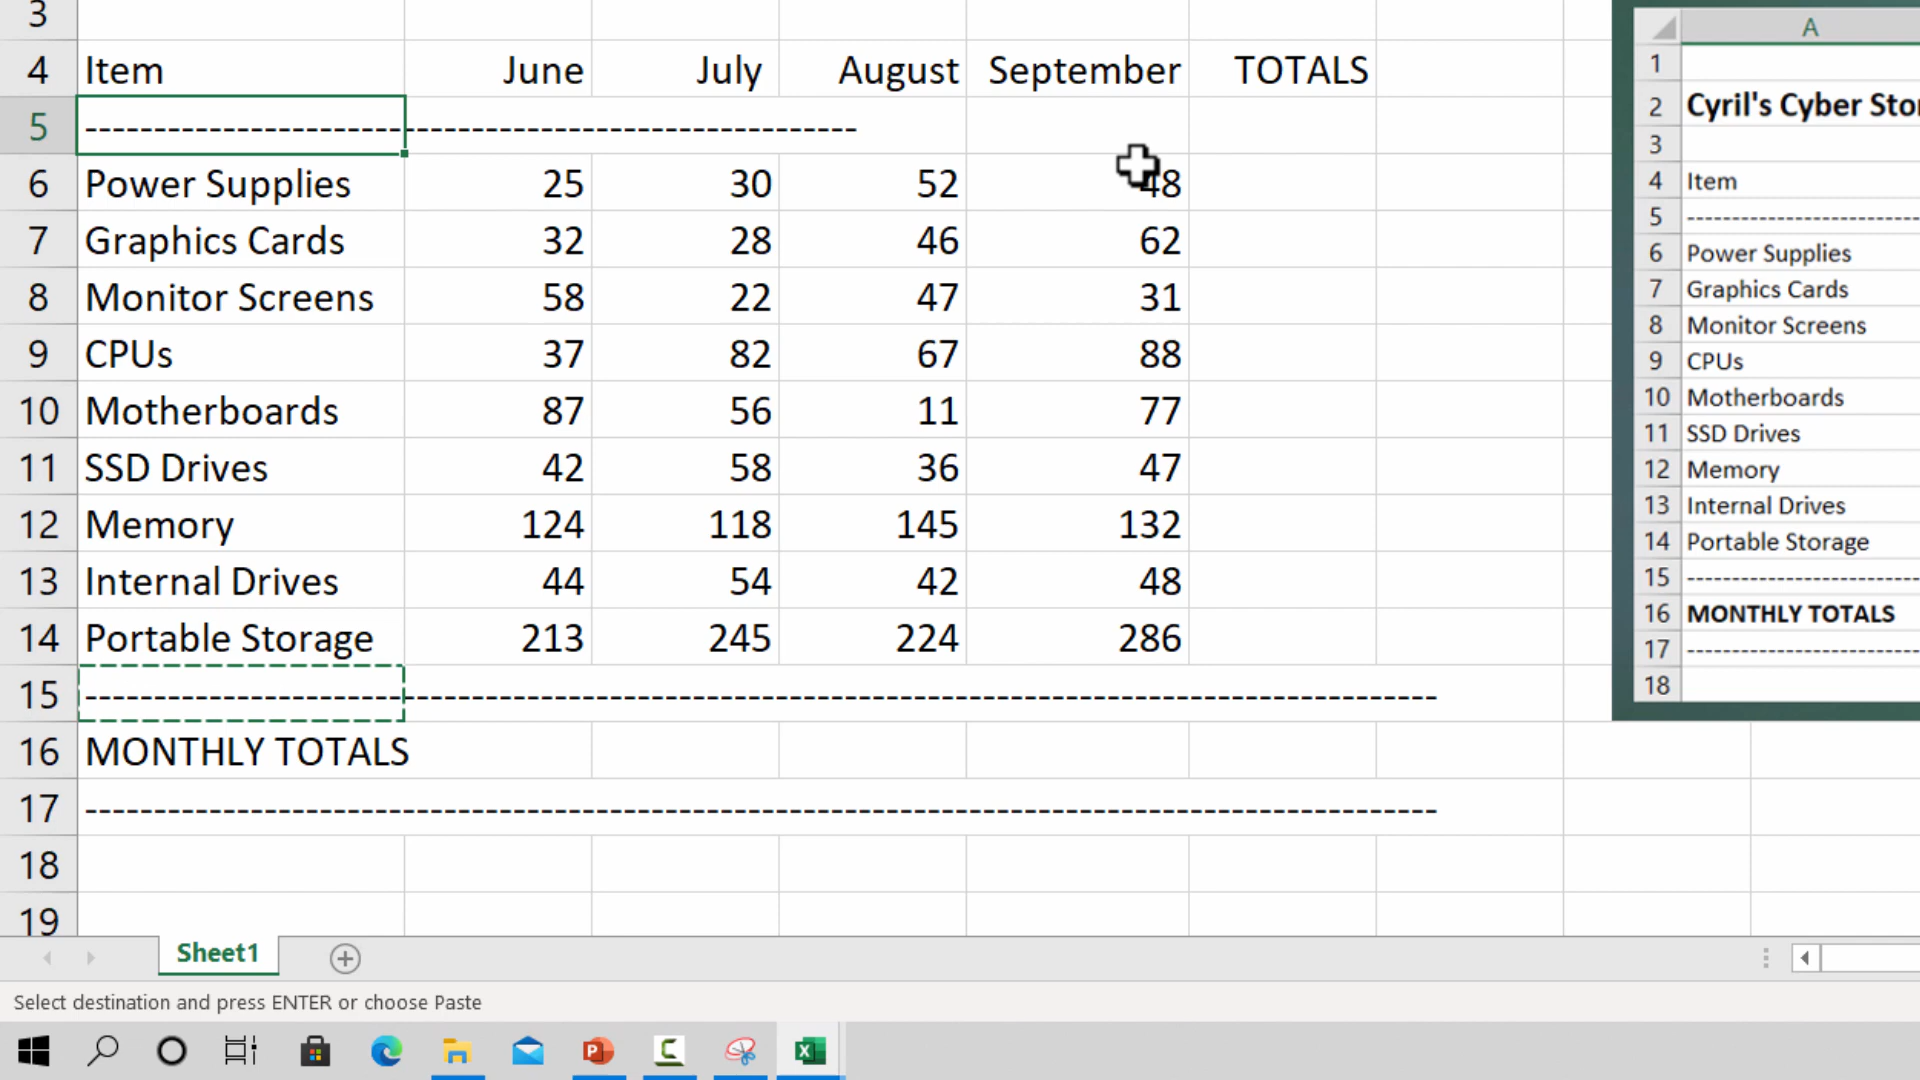 3
4 Item June July August September TOTALS
5 --------------------------------------------------------
6 Power Supplies 25 30 52 48
7 Graphics Cards 32 28 46 62
8 Monitor Screens 58 22 47 31
9 CPUs 37 82 67 88
10 Motherboards 87 56 11 77
11 SSD Drives 42 58 36 47
12 Memory 124 118 145 132
13 Internal Drives 44 54 42 48
14 Portable Storage 213 245 224 286
15 --------------------------------------------------------------------------------------------------
16 MONTHLY TOTALS
17 --------------------------------------------------------------------------------------------------
18
19
A
1
2 Cyril's Cyber
3
4 Item
5 --------------------------
6 Power Supplies
7 Graphics Cards
8 Monitor Screens
9 CPUs
10 Motherboards
11 SSD Drives
12 Memory
13 Internal Drives
14 Portable Storage
15 --------------------------
16 MONTHLY TOTALS
17 --------------------------
18
Sheet1
Select destination and press ENTER or choose Paste